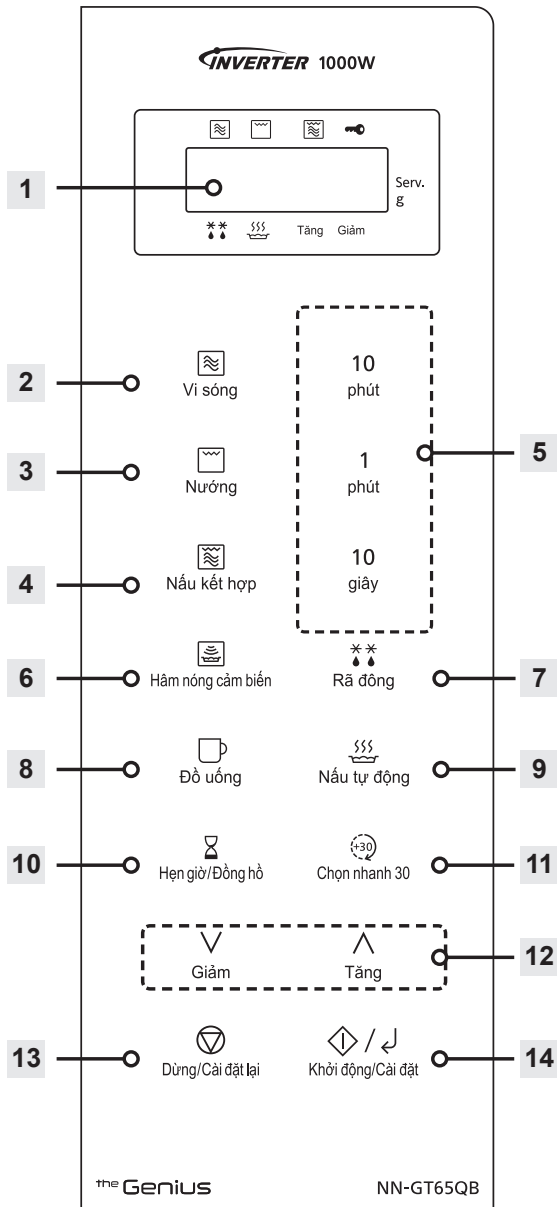 INVERTER 1000W
1
Serv.
g
Tăng Giảm
2
Vi sóng
10
phút
3
Nướng
1
phút
5
4
Nấu kết hợp
10
giây
6
Hâm nóng cảm biến
Rã đông
7
8
Đồ uống
Nấu tự động
9
10
Hẹn giờ/Đồng hồ
+30
Chọn nhanh 30
11
Giảm
Tăng
12
13
Dừng/Cài đặt lại
/
Khởi động/Cài đặt
14
the Genius
NN-GT65QB